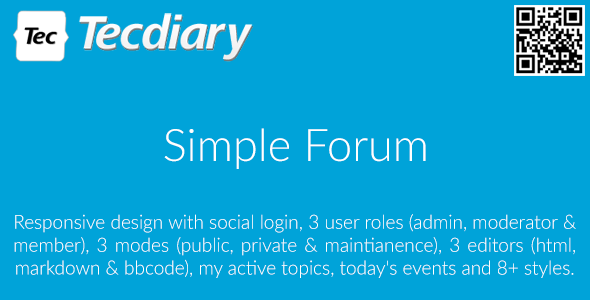 Tec Tecdiary
Simple Forum
Responsive design with social login, 3 user roles (admin, moderator &
member), 3 modes (public, private & maintianence), 3 editors (html,
markdown & bbcode), my active topics, today's events and 8+ styles.